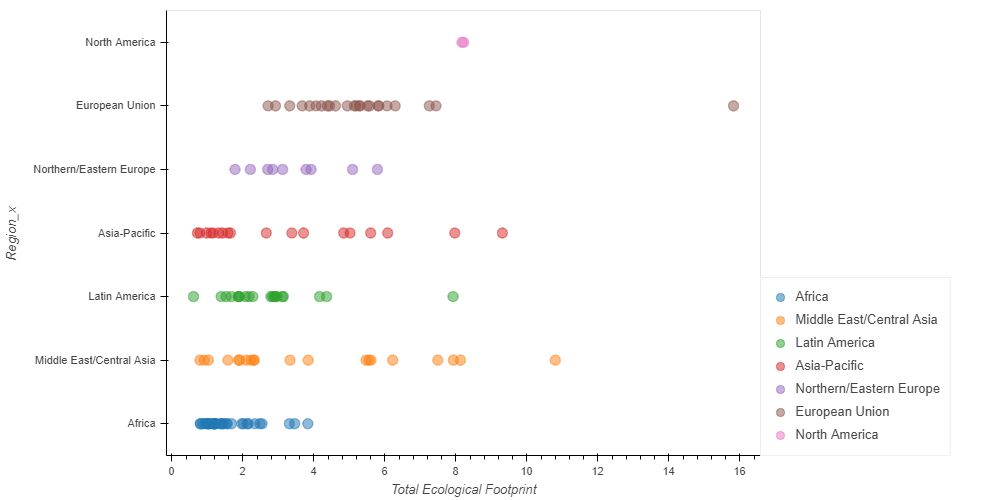 North America
European Union
Northern/Eastern Europe
Asia-Pacific
Latin America
Middle East/Central Asia
Africa
Region_x
0 2 4 6 8 10 12 14 16
Total Ecological Footprint
Africa
Middle East/Central Asia
Latin America
Asia-Pacific
Northern/Eastern Europe
European Union
North America